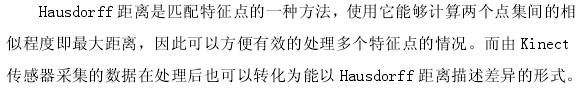 Hausdorff 距离是匹配特征点的一种方法，使用它能够计算两个点集间的相
似程度即最大距离，因此可以方便有效的处理多个特征点的情况。而由 Kinect
传感器采集的数据在处理后也可以转化为能以 Hausdorff 距离描述差异的形式。